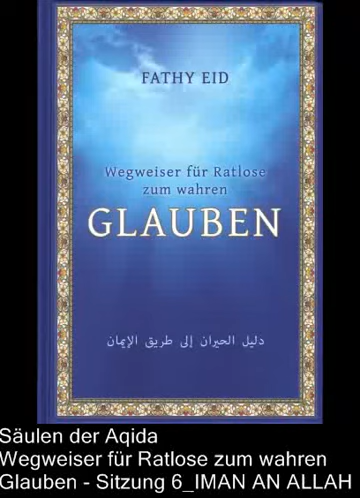 FATHY EID
Wegweiser für Ratlose
zum wahren
GLAUBEN
دليل الحيران إلى طريق الإيمان
Säulen der Aqida
Wegweiser für Ratlose zum wahren
Glauben - Sitzung 6_IMAN AN ALLAH